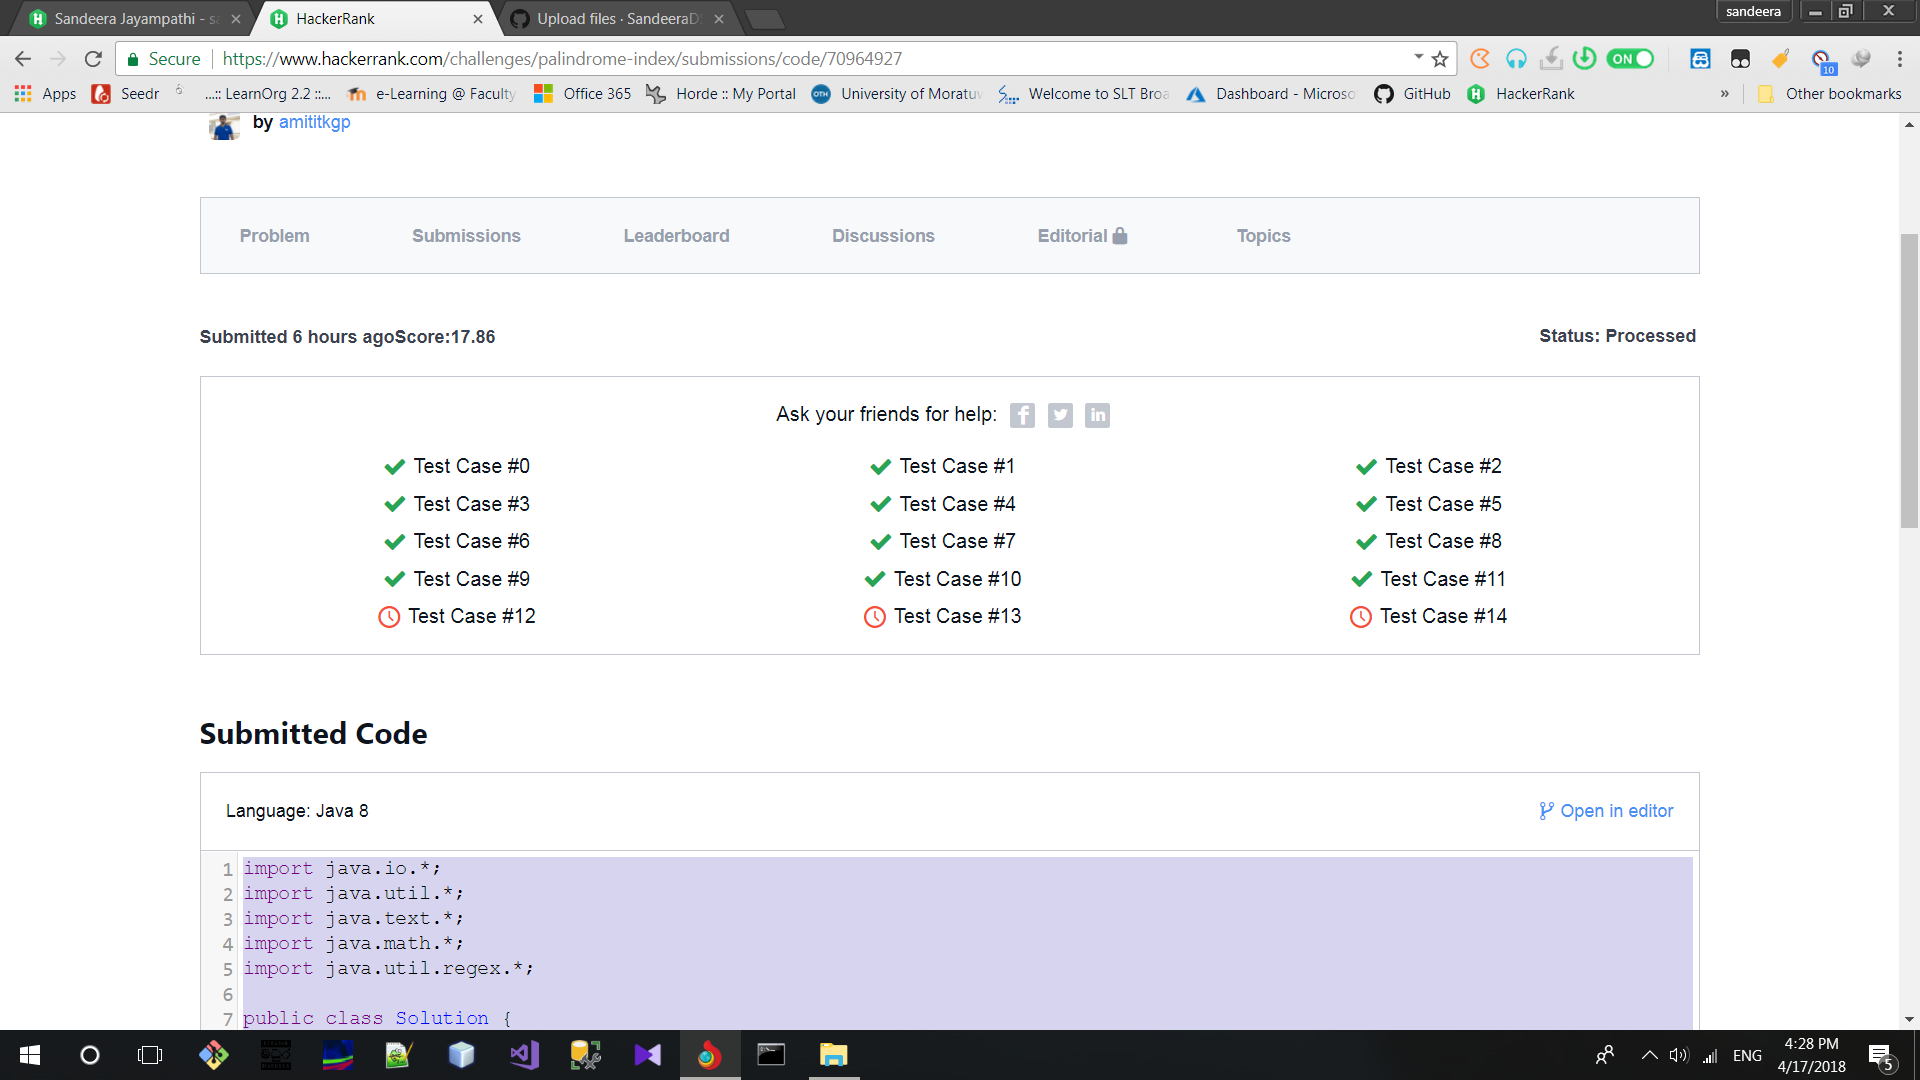 Sandeera Jayampathi - s
HackerRank
Upload files · SandeeraD
sandeera
Secure
https://www.hackerrank.com/challenges/palindrome-index/submissions/code/70964927
ON
10
Apps
Seedr
...:: LearnOrg 2.2 ::...
e-Learning @ Faculty
Office 365
Horde :: My Portal
University of Moratuw
Welcome to SLT Broa
Dashboard - Microso
GitHub
HackerRank
»
Other bookmarks
by amititkgp
Problem
Submissions
Leaderboard
Discussions
Editorial
Topics
Submitted 6 hours agoScore:17.86
Status: Processed
Ask your friends for help:
Test Case #0
Test Case #1
Test Case #2
Test Case #3
Test Case #4
Test Case #5
Test Case #6
Test Case #7
Test Case #8
Test Case #9
Test Case #10
Test Case #11
Test Case #12
Test Case #13
Test Case #14
Submitted Code
Language: Java 8
Open in editor
1 import java.io.*;
2 import java.util.*;
3 import java.text.*;
4 import java.math.*;
5 import java.util.regex.*;
6
7 public class Solution {
ENG
4:28 PM
4/17/2018
5